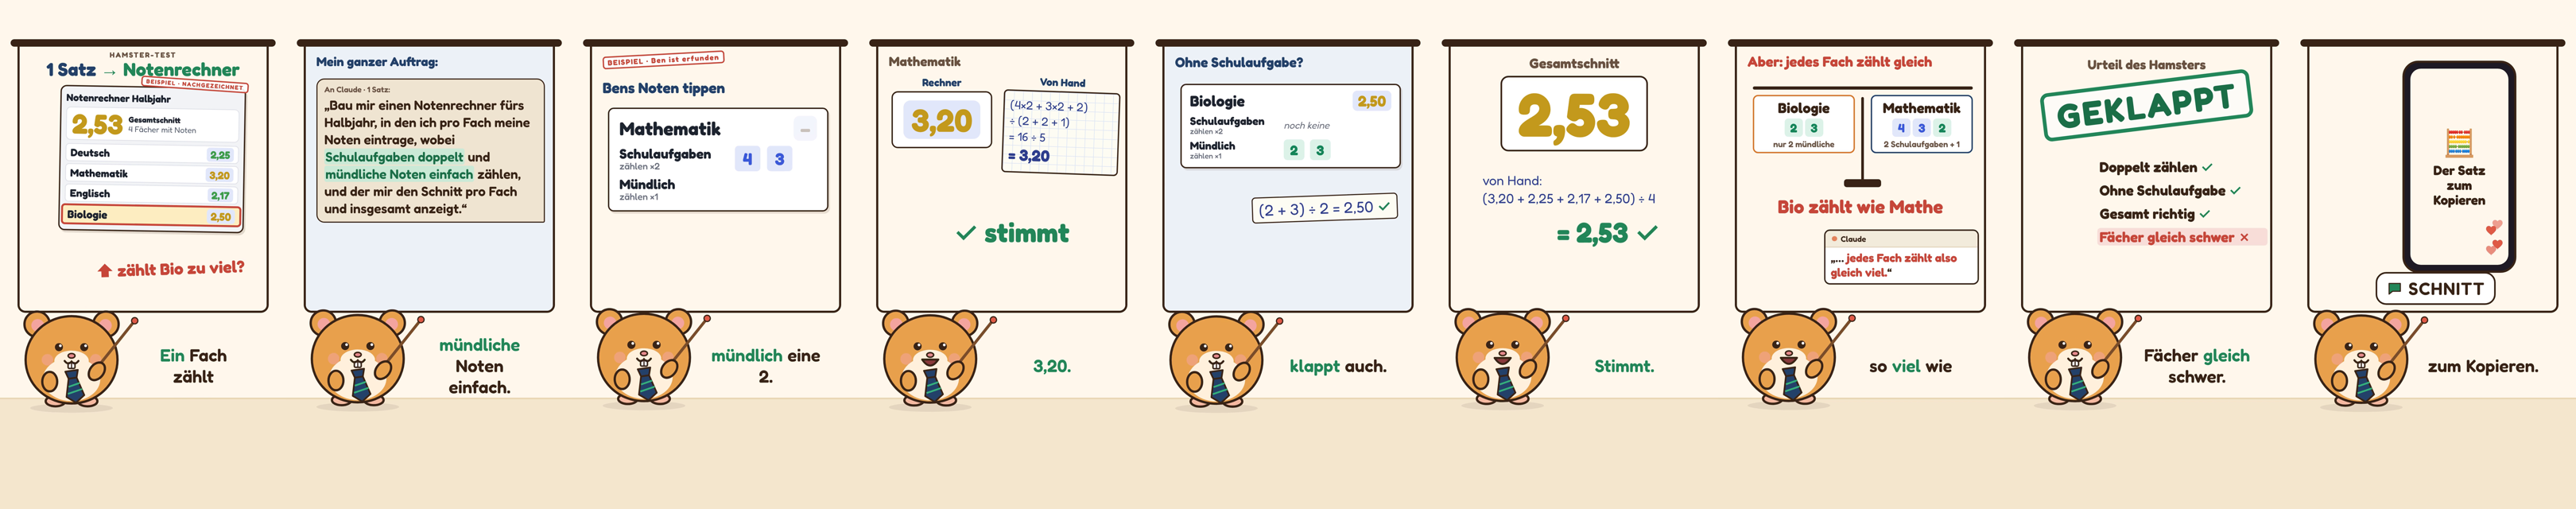 HAMSTER-TEST
1 Satz → Notenrechner
BEISPIEL · NACHGEZEICHNET
Notenrechner Halbjahr
2,53
Gesamtschnitt
4 Fächer mit Noten
Deutsch 2,25
Mathematik 3,20
Englisch 2,17
Biologie 2,50
zählt Bio zu viel?
Ein Fach
zählt
Mein ganzer Auftrag:
An Claude · 1 Satz:
„Bau mir einen Notenrechner fürs
Halbjahr, in den ich pro Fach meine
Noten eintrage, wobei
Schulaufgaben doppelt und
mündliche Noten einfach zählen,
und der mir den Schnitt pro Fach
und insgesamt anzeigt.“
mündliche
Noten
einfach.
BEISPIEL · Ben ist erfunden
Bens Noten tippen
Mathematik –
Schulaufgaben 4 3
zählen ×2
Mündlich
zählen ×1
mündlich eine
2.
Mathematik
Rechner
3,20
Von Hand
(4×2 + 3×2 + 2)
÷ (2 + 2 + 1)
= 16 ÷ 5
= 3,20
✓ stimmt
3,20.
Ohne Schulaufgabe?
Biologie 2,50
Schulaufgaben noch keine
zählen ×2
Mündlich 2 3
zählen ×1
(2 + 3) ÷ 2 = 2,50 ✓
klappt auch.
Gesamtschnitt
2,53
von Hand:
(3,20 + 2,25 + 2,17 + 2,50) ÷ 4
= 2,53 ✓
Stimmt.
Aber: jedes Fach zählt gleich
Biologie
2 3
nur 2 mündliche
Mathematik
4 3 2
2 Schulaufgaben + 1
Bio zählt wie Mathe
Claude
„... jedes Fach zählt also
gleich viel.“
so viel wie
Urteil des Hamsters
GEKLAPPT
Doppelt zählen ✓
Ohne Schulaufgabe ✓
Gesamt richtig ✓
Fächer gleich schwer ×
Fächer gleich
schwer.
Der Satz
zum
Kopieren
SCHNITT
zum Kopieren.